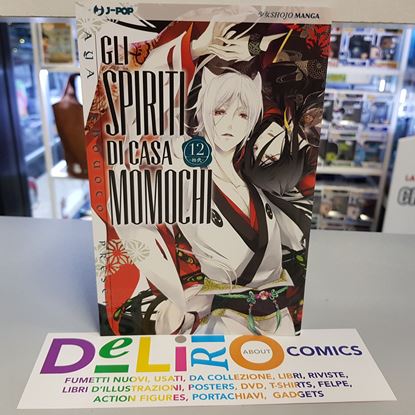 J-POP
SHOJO MANGA
GLI
SPIRITI
DI CASA
12
MOMOCHI
DELiRiO
ABOUT
COMICS
FUMETTI NUOVI, USATI, DA COLLEZIONE, LIBRI, RIVISTE,
LIBRI D'ILLUSTRAZIONI, POSTERS, DVD, T-SHIRTS, FELPE,
ACTION FIGURES, PORTACHIAVI, GADGETS